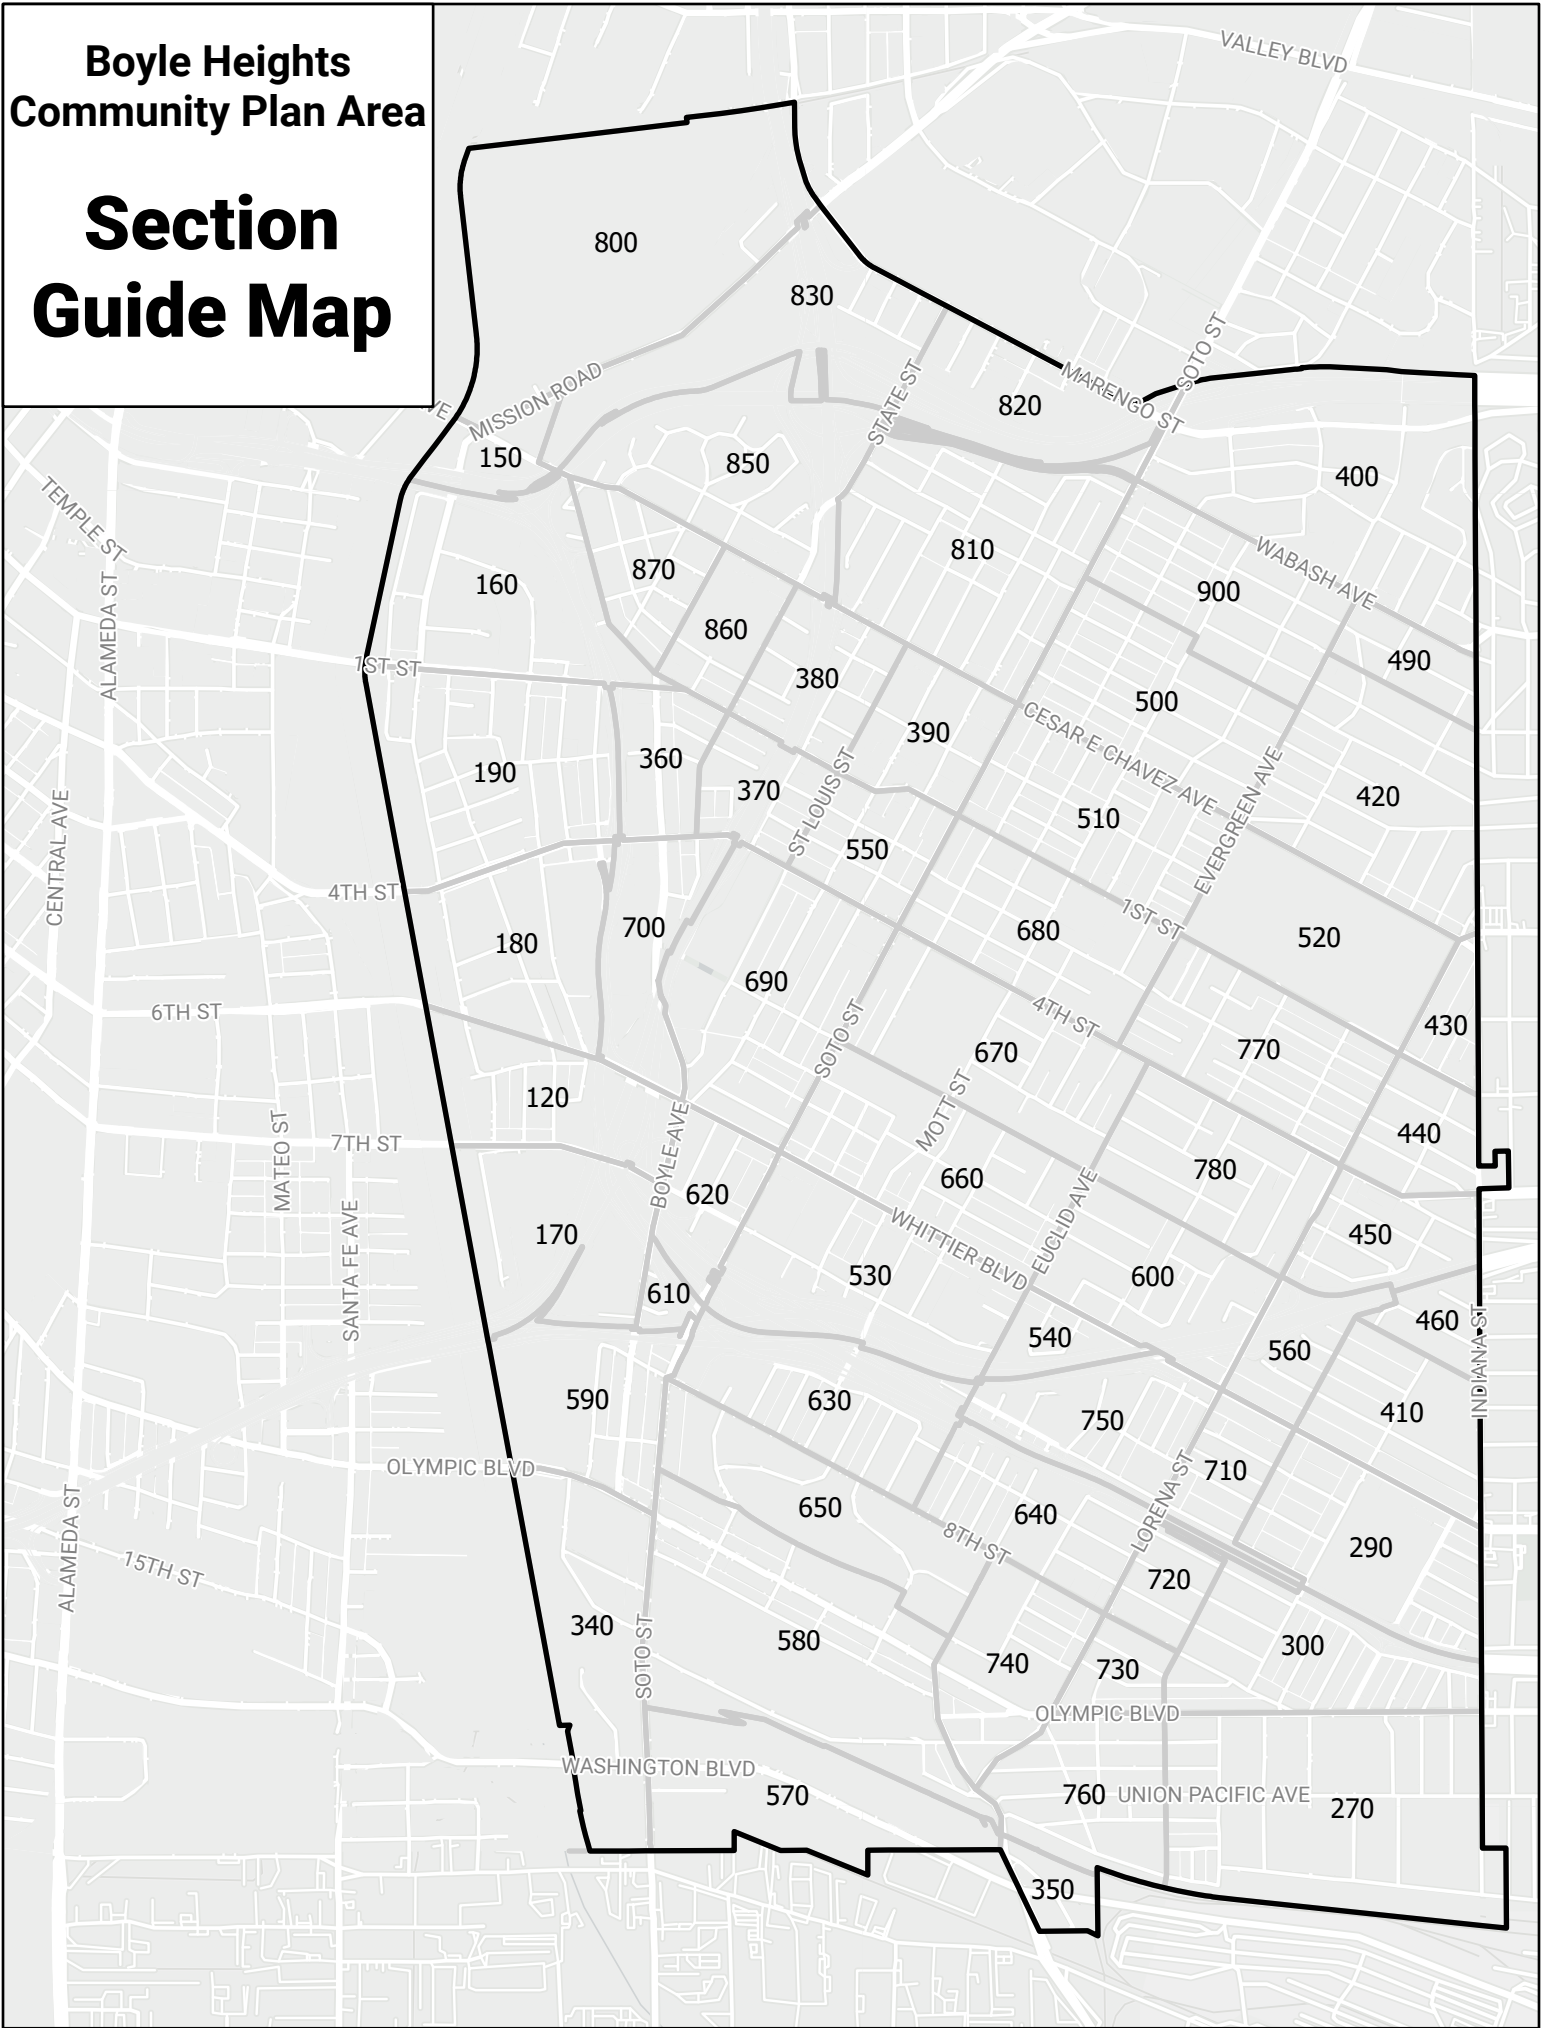 Boyle Heights
Community Plan Area
Section
Guide Map
VALLEY BLVD
800
830
SOTO ST
MARENGO ST
STATE ST
820
MISSION ROAD
AVE
150
850
400
TEMPLE ST
ALAMEDA ST
160
870
810
WABASH AVE
900
860
1ST ST
380
490
500
390
CESAR E CHAVEZ AVE
190
360
370
ST LOUIS ST
510
EVERGREEN AVE
420
CENTRAL AVE
550
4TH ST
180
700
680
1ST ST
520
690
6TH ST
SOTO ST
4TH ST
430
670
770
120
MOTT ST
MATEO ST
7TH ST
BOYLE AVE
440
620
660
780
EUCLID AVE
170
WHITTIER BLVD
450
SANTA FE AVE
610
530
600
540
560
460
INDIANA ST
590
630
750
410
OLYMPIC BLVD
710
LORENA ST
650
640
8TH ST
290
ALAMEDA ST
15TH ST
720
340
SOTO ST
580
300
740
730
OLYMPIC BLVD
WASHINGTON BLVD
570
760
UNION PACIFIC AVE
270
350